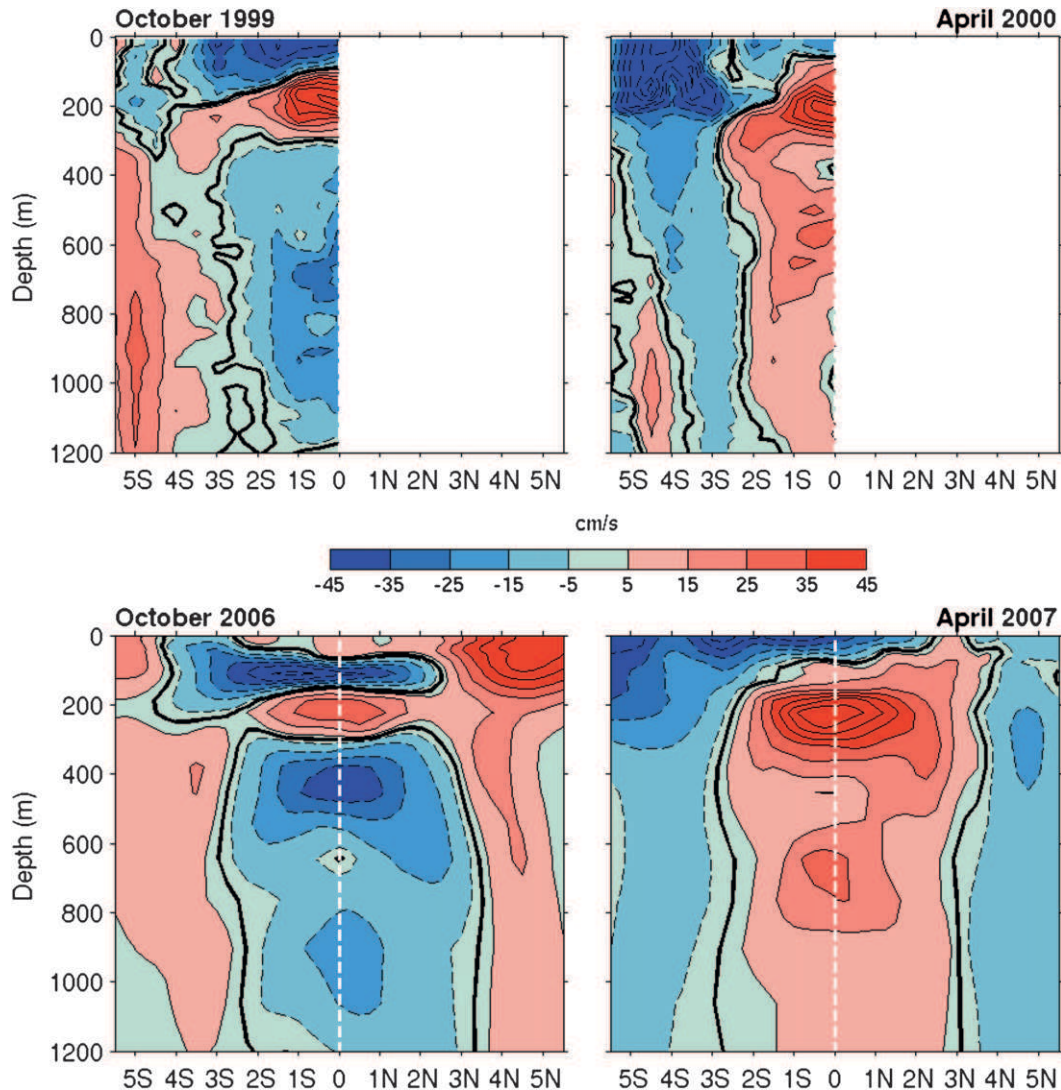 October 1999
April 2000
0
200
400
600
800
1000
1200
Depth (m)
5S 4S 3S 2S 1S 0 1N 2N 3N 4N 5N
5S 4S 3S 2S 1S 0 1N 2N 3N 4N 5N
cm/s
-45 -35 -25 -15 -5 5 15 25 35 45
October 2006
April 2007
0
200
400
600
800
1000
1200
Depth (m)
5S 4S 3S 2S 1S 0 1N 2N 3N 4N 5N
5S 4S 3S 2S 1S 0 1N 2N 3N 4N 5N